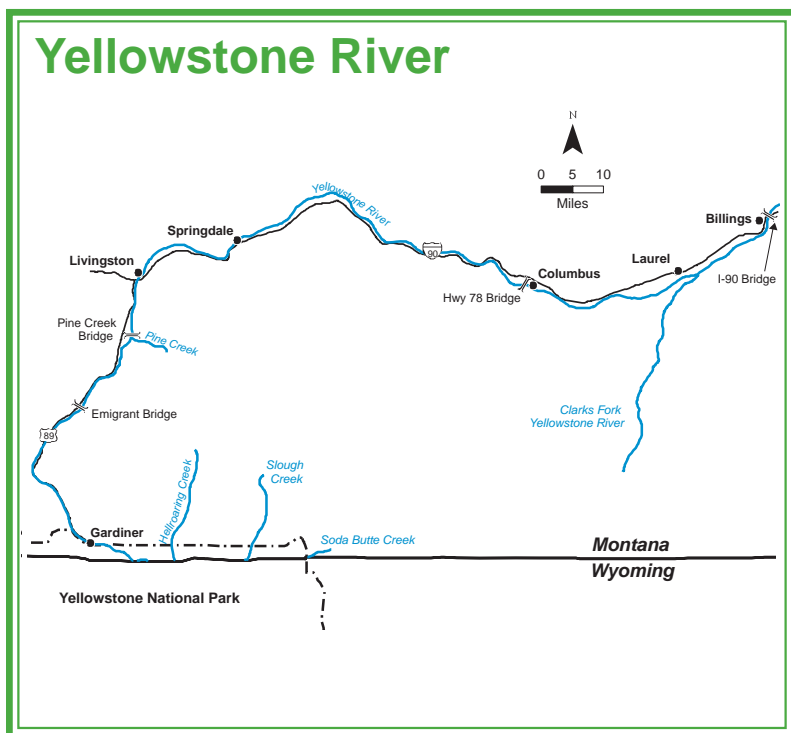 Yellowstone River
N
0 5 10
Miles
Yellowstone River
Springdale
Billings
Livingston
90
Laurel
Columbus
I-90 Bridge
Hwy 78 Bridge
Pine Creek
Bridge
Pine Creek
Emigrant Bridge
Clarks Fork
Yellowstone River
89
Hellroaring Creek
Slough
Creek
Gardiner
Soda Butte Creek
Montana
Wyoming
Yellowstone National Park